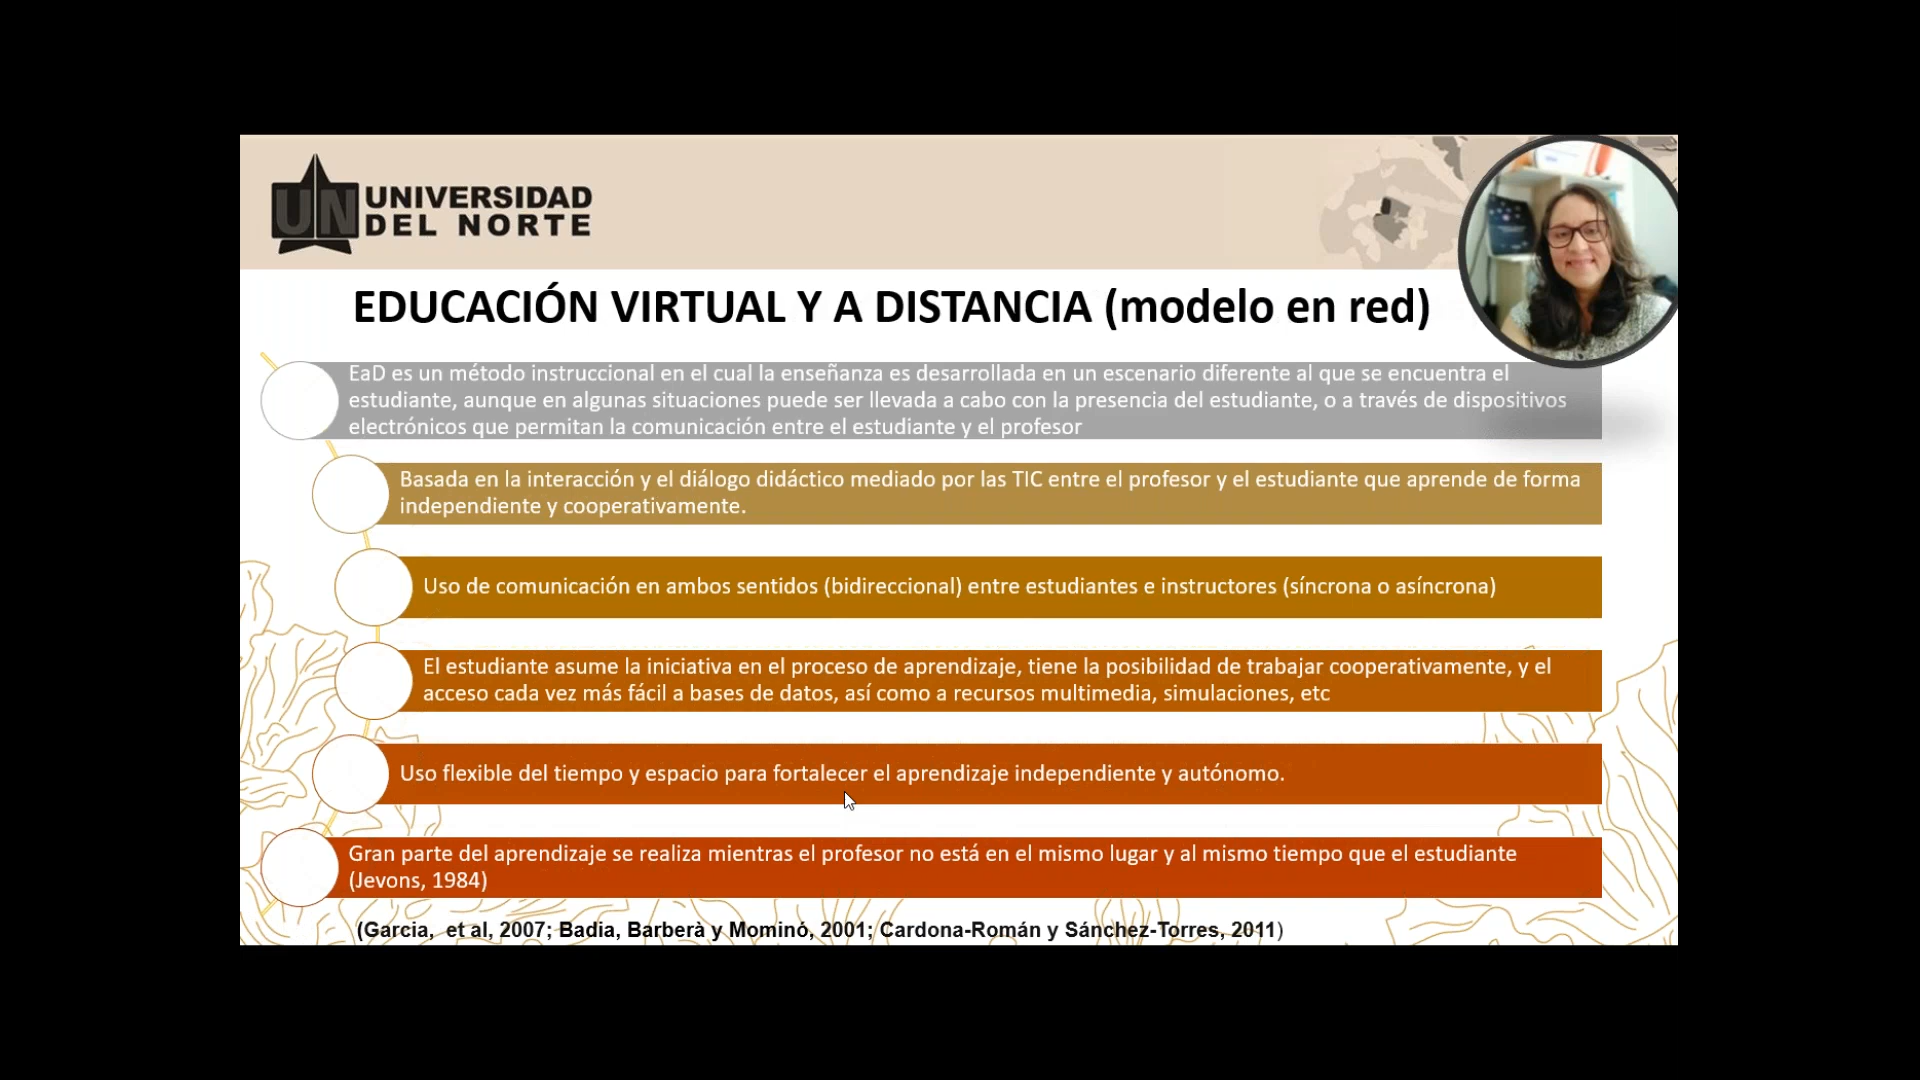 UN UNIVERSIDAD
DEL NORTE
EDUCACIÓN VIRTUAL Y A DISTANCIA (modelo en red)
EaD es un método instruccional en el cual la enseñanza es desarrollada en un escenario diferente al que se encuentra el
estudiante, aunque en algunas situaciones puede ser llevada a cabo con la presencia del estudiante, o a través de dispositivos
electrónicos que permitan la comunicación entre el estudiante y el profesor
Basada en la interacción y el diálogo didáctico mediado por las TIC entre el profesor y el estudiante que aprende de forma
independiente y cooperativamente.
Uso de comunicación en ambos sentidos (bidireccional) entre estudiantes e instructores (síncrona o asíncrona)
El estudiante asume la iniciativa en el proceso de aprendizaje, tiene la posibilidad de trabajar cooperativamente, y el
acceso cada vez más fácil a bases de datos, así como a recursos multimedia, simulaciones, etc
Uso flexible del tiempo y espacio para fortalecer el aprendizaje independiente y autónomo.
Gran parte del aprendizaje se realiza mientras el profesor no está en el mismo lugar y al mismo tiempo que el estudiante
(Jevons, 1984)
(Garcia, et al, 2007; Badia, Barberà y Mominó, 2001; Cardona-Román y Sánchez-Torres, 2011)